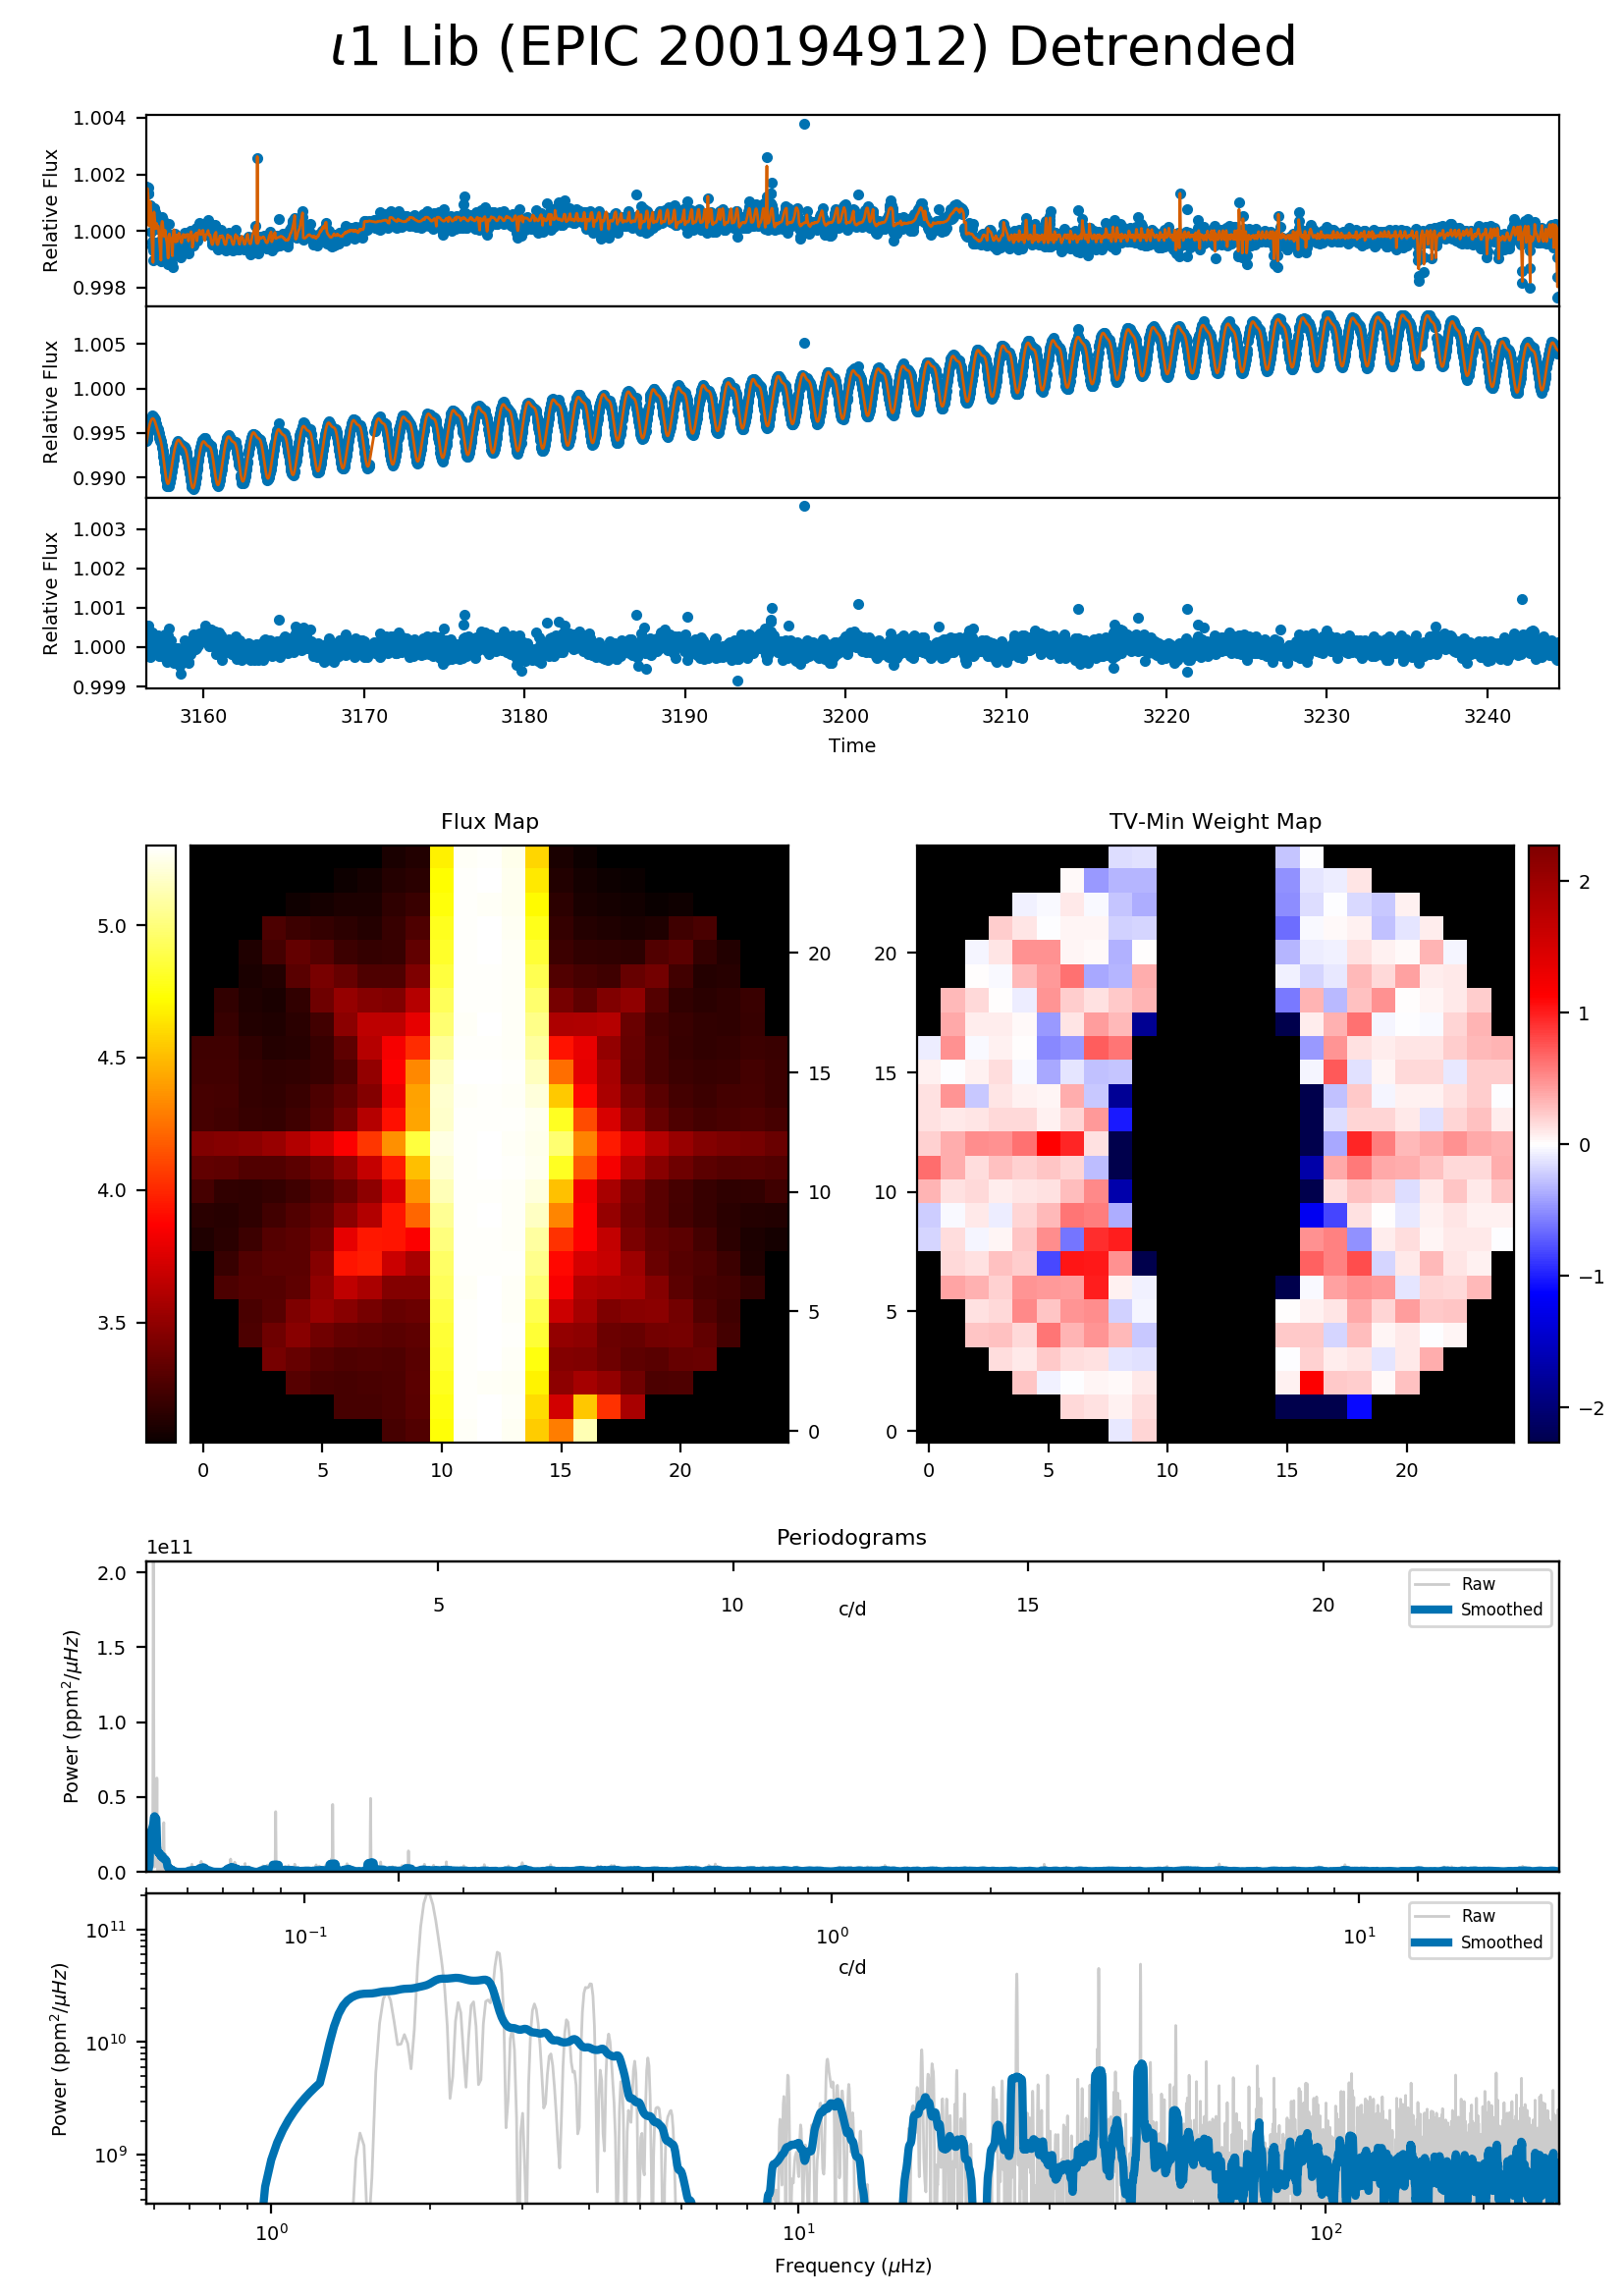 ι1 Lib (EPIC 200194912) Detrended
1.004
1.002
1.000
0.998
Relative Flux
1.005
1.000
0.995
0.990
Relative Flux
1.003
1.002
1.001
1.000
0.999
Relative Flux
3160 3170 3180 3190 3200 3210 3220 3230 3240
Time
Flux Map
5.0
4.5
4.0
3.5
20
15
10
5
0
0 5 10 15 20
TV-Min Weight Map
20
15
10
5
0
0 5 10 15 20
2
1
0
−1
−2
Periodograms
1e11
2.0
1.5
1.0
0.5
0.0
Power (ppm²/μHz)
5 10 15 20
c/d
Raw
Smoothed
10¹¹
10¹⁰
10⁹
Power (ppm²/μHz)
10⁻¹ 10⁰ 10¹
c/d
Raw
Smoothed
10⁰ 10¹ 10²
Frequency (μHz)